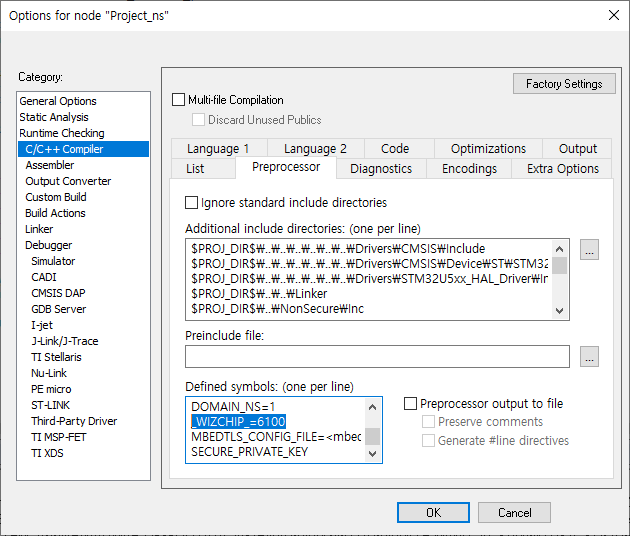 Options for node "Project_ns"
Category:
Factory Settings
General Options
Static Analysis
Runtime Checking
C/C++ Compiler
Assembler
Output Converter
Custom Build
Build Actions
Linker
Debugger
Simulator
CADI
CMSIS DAP
GDB Server
I-jet
J-Link/J-Trace
TI Stellaris
Nu-Link
PE micro
ST-LINK
Third-Party Driver
TI MSP-FET
TI XDS
Multi-file Compilation
Discard Unused Publics
Language 1 Language 2 Code Optimizations Output
List Preprocessor Diagnostics Encodings Extra Options
Ignore standard include directories
Additional include directories: (one per line)
$PROJ_DIR$₩..₩..₩..₩..₩..₩..₩Drivers₩CMSIS₩Include
$PROJ_DIR$₩..₩..₩..₩..₩..₩..₩Drivers₩CMSIS₩Device₩ST₩STM32
$PROJ_DIR$₩..₩..₩..₩..₩..₩..₩Drivers₩STM32U5xx_HAL_Driver₩In
$PROJ_DIR$₩..₩..₩Linker
$PROJ_DIR$₩..₩..₩NonSecure₩Inc
...
Preinclude file:
...
Defined symbols: (one per line)
DOMAIN_NS=1
_WIZCHIP_=6100
MBEDTLS_CONFIG_FILE=<mbed
SECURE_PRIVATE_KEY
Preprocessor output to file
Preserve comments
Generate #line directives
OK Cancel